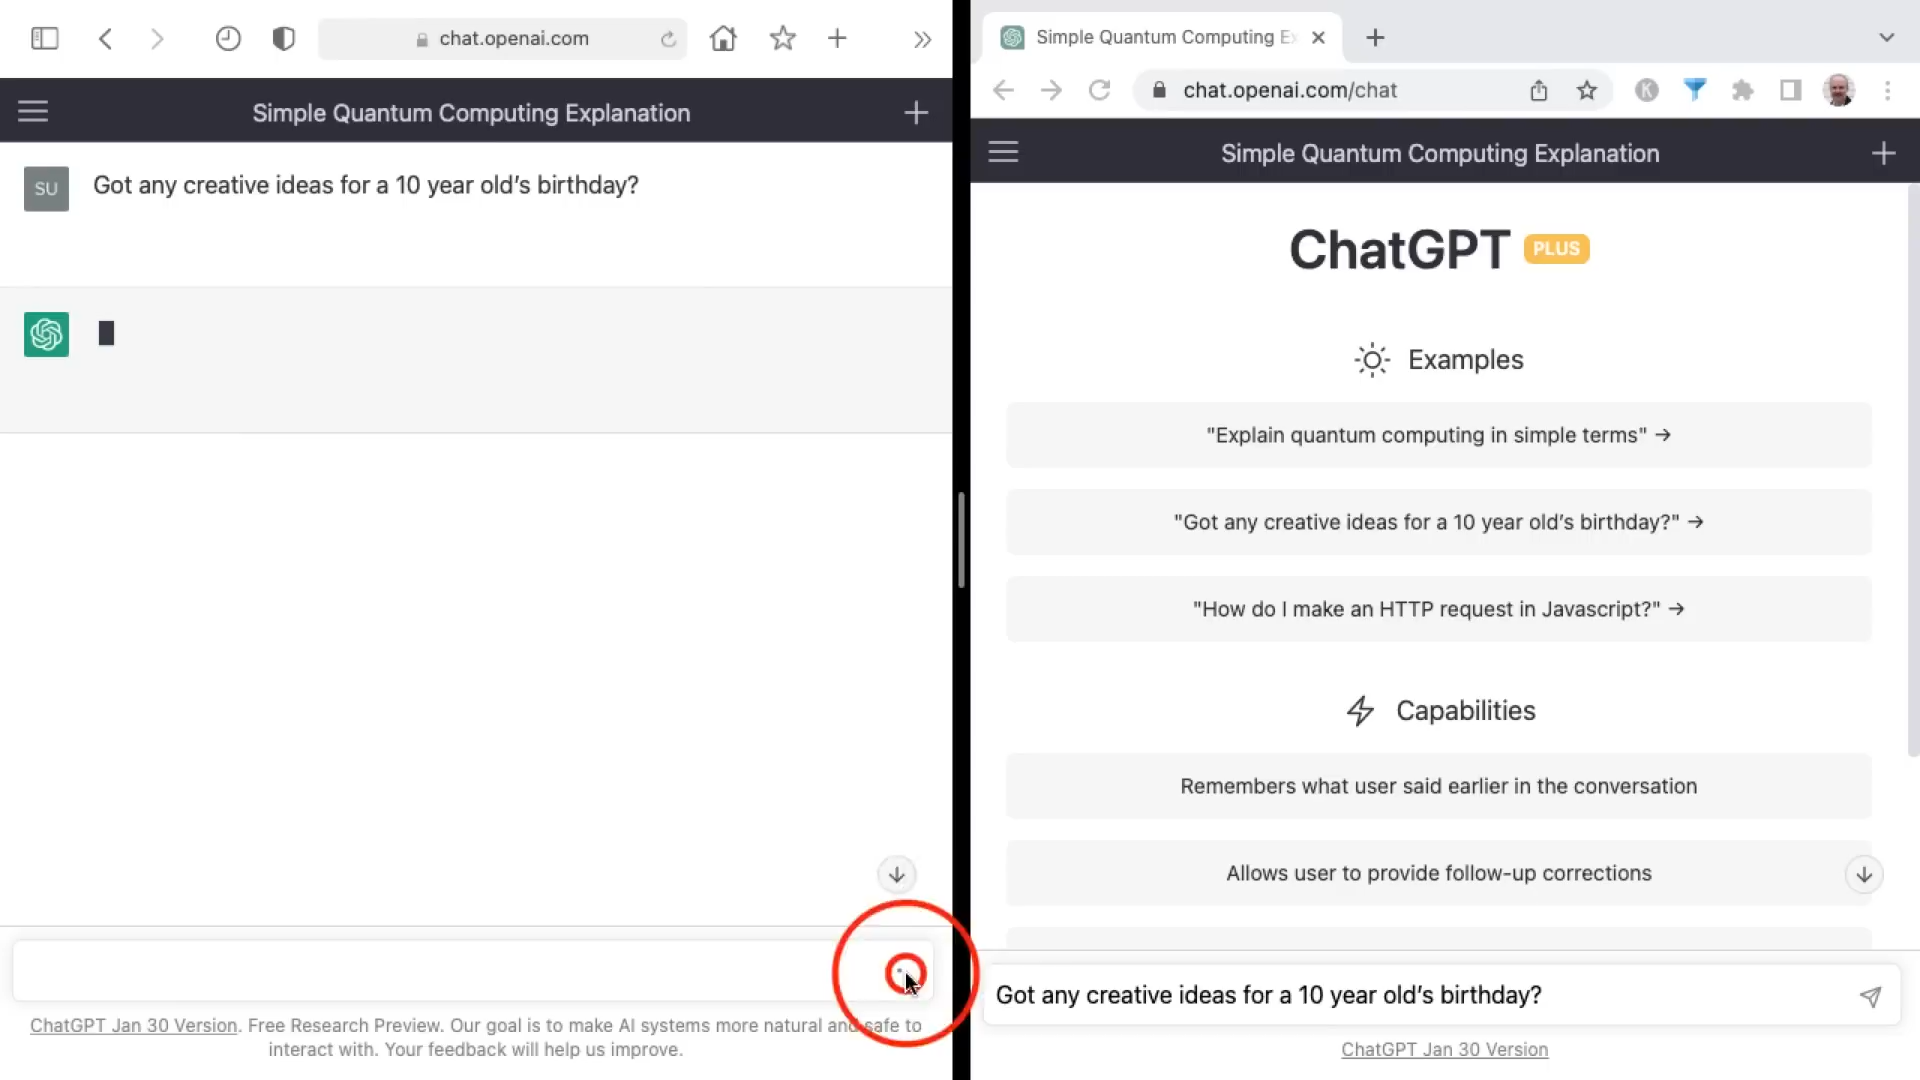 chat.openai.com
Simple Quantum Computing Explanation
SU
Got any creative ideas for a 10 year old’s birthday?
ChatGPT Jan 30 Version. Free Research Preview. Our goal is to make AI systems more natural and safe to
interact with. Your feedback will help us improve.
Simple Quantum Computing Ex
chat.openai.com/chat
K
Simple Quantum Computing Explanation
ChatGPT PLUS
Examples
"Explain quantum computing in simple terms" →
"Got any creative ideas for a 10 year old’s birthday?" →
"How do I make an HTTP request in Javascript?" →
Capabilities
Remembers what user said earlier in the conversation
Allows user to provide follow-up corrections
Got any creative ideas for a 10 year old’s birthday?
ChatGPT Jan 30 Version